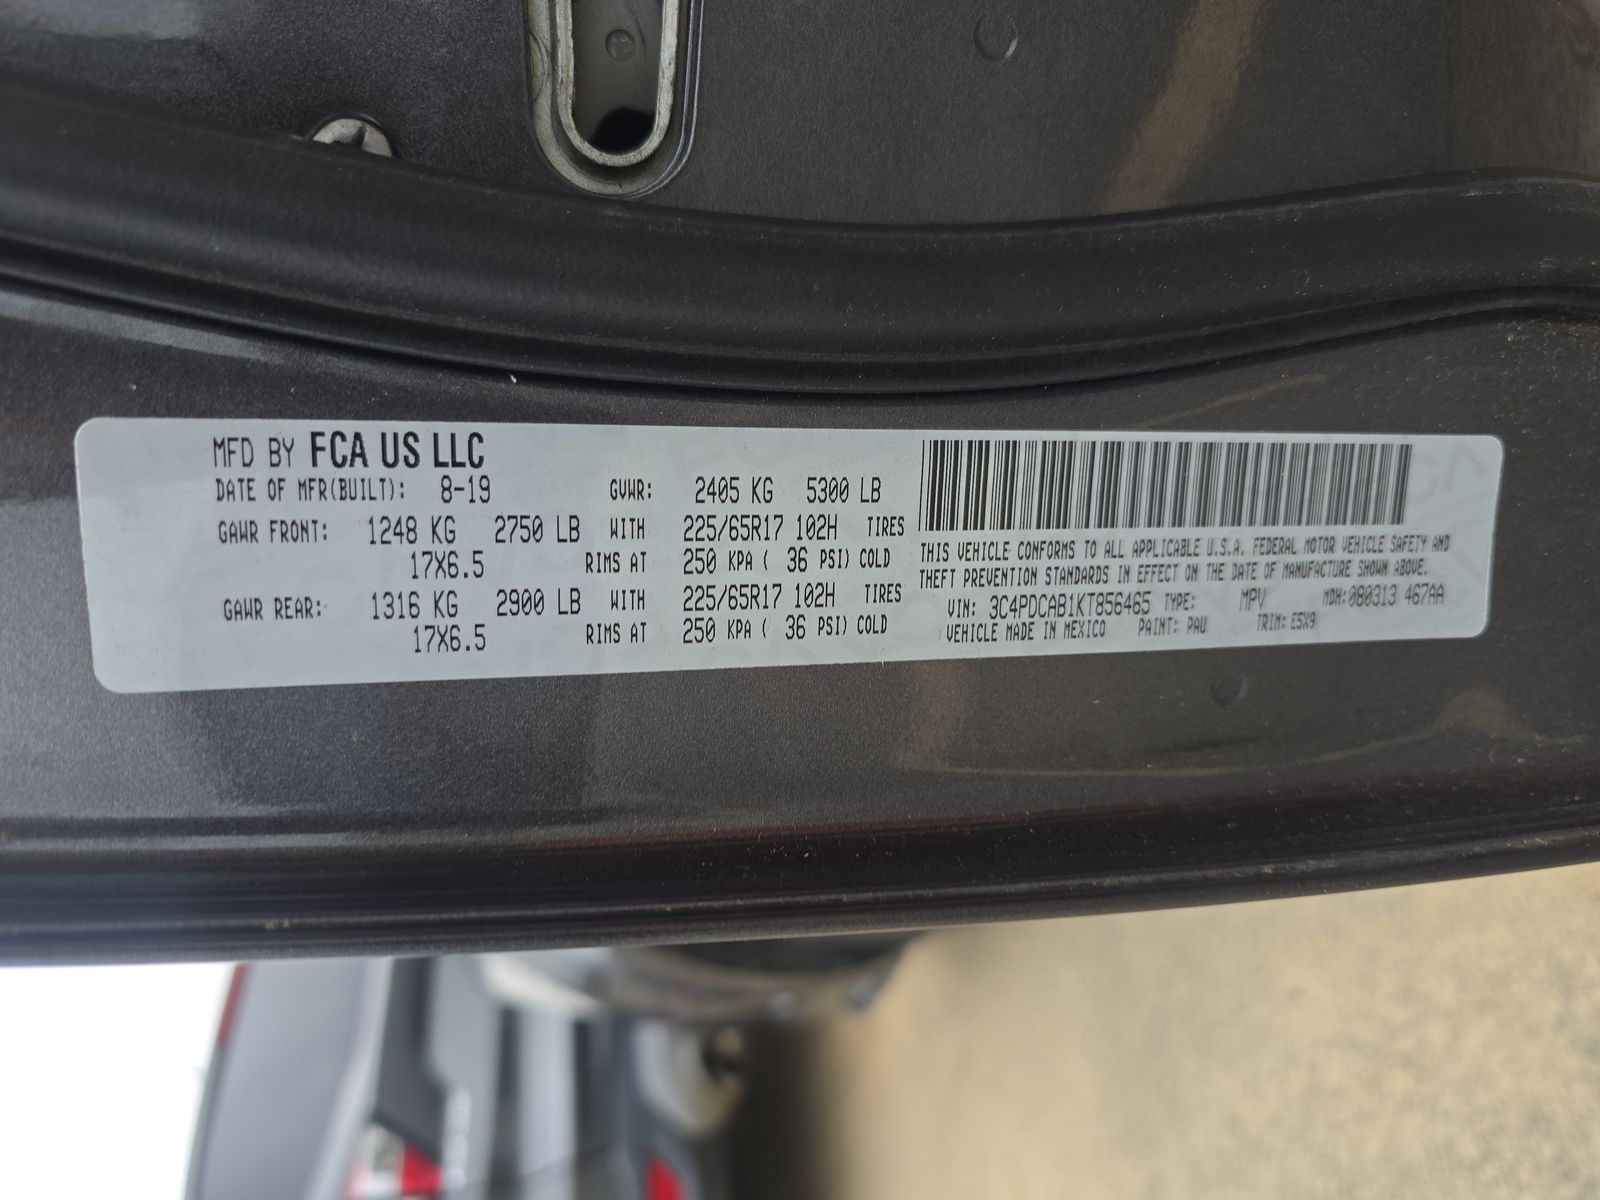 MFD BY FCA US LLC
DATE OF MFR(BUILT): 8-19 GVWR: 2405 KG 5300 LB
GAWR FRONT: 1248 KG 2750 LB WITH 225/65R17 102H TIRES
17X6.5 RIMS AT 250 KPA ( 36 PSI) COLD
GAWR REAR: 1316 KG 2900 LB WITH 225/65R17 102H TIRES
17X6.5 RIMS AT 250 KPA ( 36 PSI) COLD
THIS VEHICLE CONFORMS TO ALL APPLICABLE U.S.A. FEDERAL MOTOR VEHICLE SAFETY AND
THEFT PREVENTION STANDARDS IN EFFECT ON THE DATE OF MANUFACTURE SHOWN ABOVE.
VIN: 3C4PDCAB1KT856465 TYPE: MPV MDH:080313 467AA
VEHICLE MADE IN MEXICO PAINT: PAU TRIM: E5X9